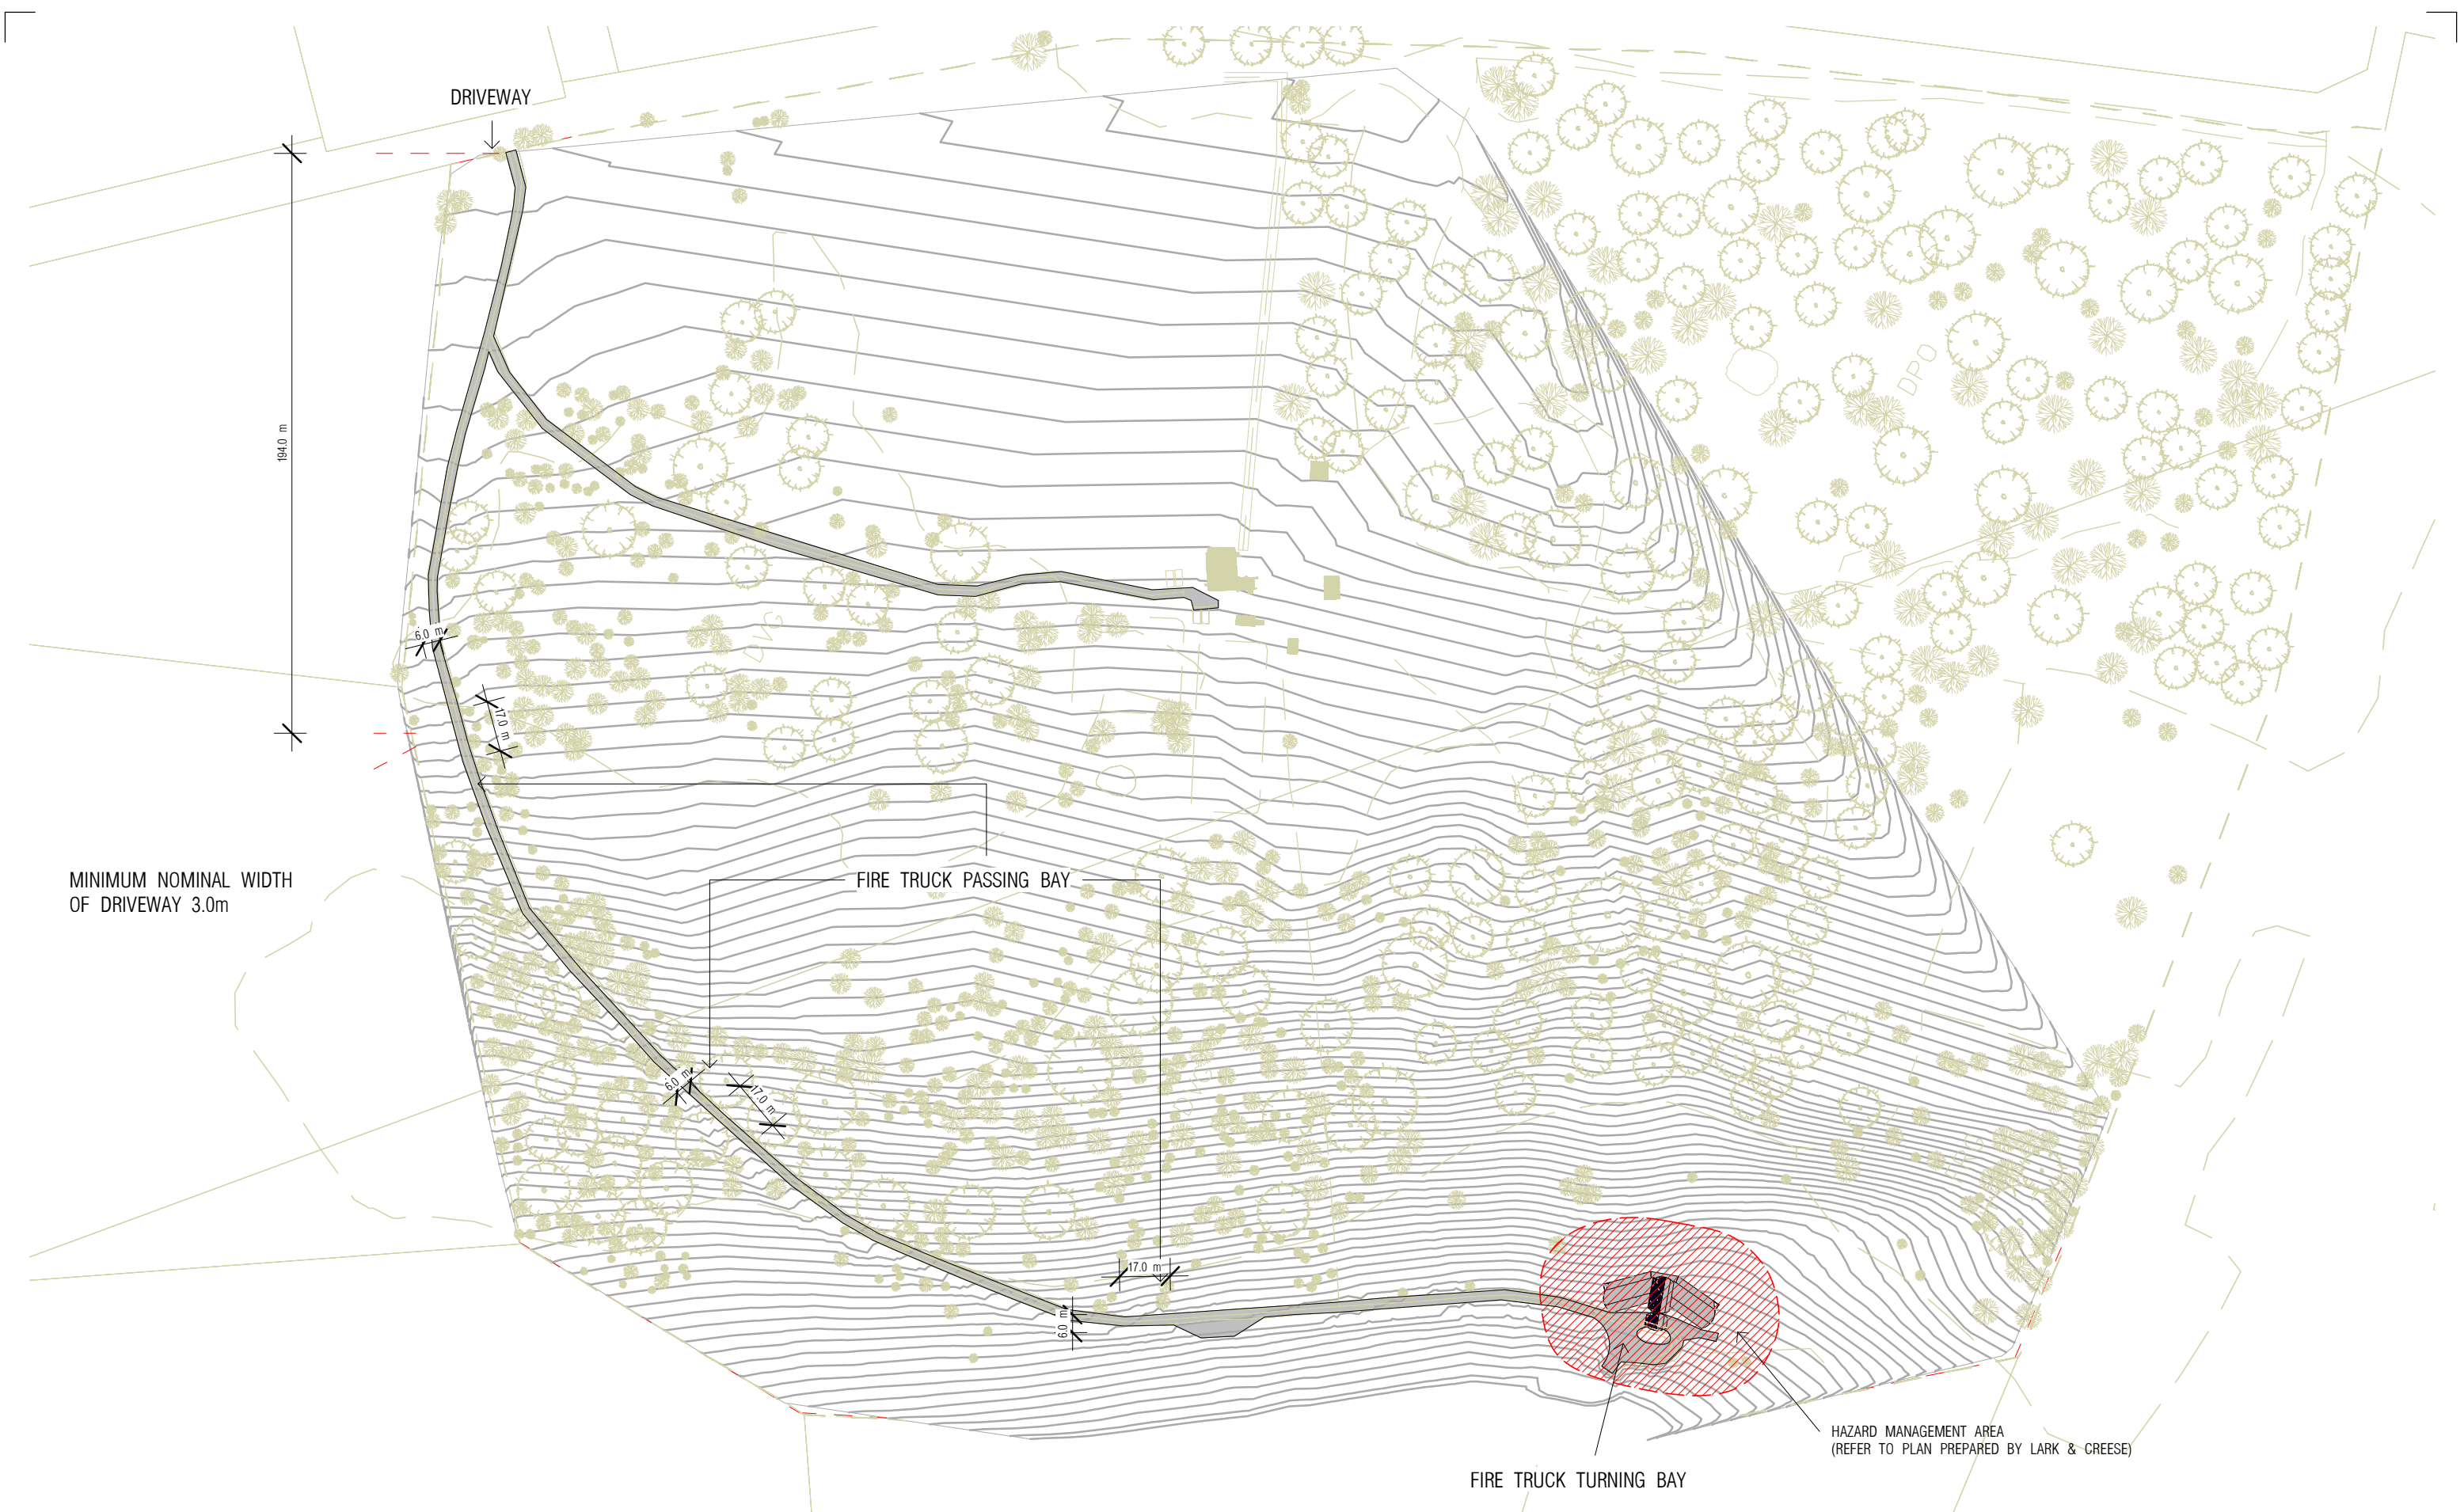 DRIVEWAY
194.0 m
DPD
6.0 m
17.0 m
MINIMUM NOMINAL WIDTH
OF DRIVEWAY 3.0m
FIRE TRUCK PASSING BAY
6.0 m
17.0 m
17.0 m
6.0 m
HAZARD MANAGEMENT AREA
(REFER TO PLAN PREPARED BY LARK & CREESE)
FIRE TRUCK TURNING BAY